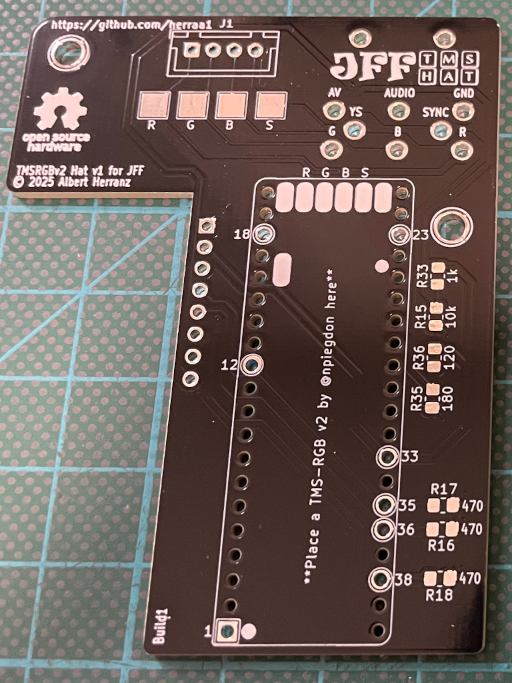 https://github.com/herraa1 J1
JFF TMS
HAT
AV AUDIO GND
YS SYNC
G B R
R G B S
open source
hardware
TMSRGBv2 Hat v1 for JFF
© 2025 Albert Herranz
R G B S
18 23
R33 1k
R15 10k
12
R36 120
R35 180
**Place a TMS-RGB v2 by @npiegdon here**
33
35
R17 470
36
R16 470
38
R18 470
1
Build1